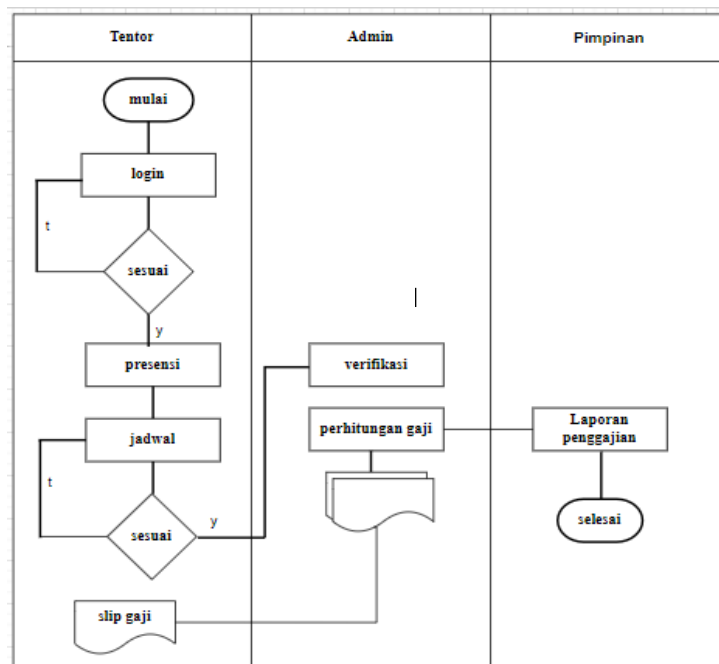 Tentor
Admin
Pimpinan
mulai
login
t
sesuai
y
presensi
verifikasi
jadwal
perhitungan gaji
Laporan
penggajian
t
sesuai
y
selesai
slip gaji